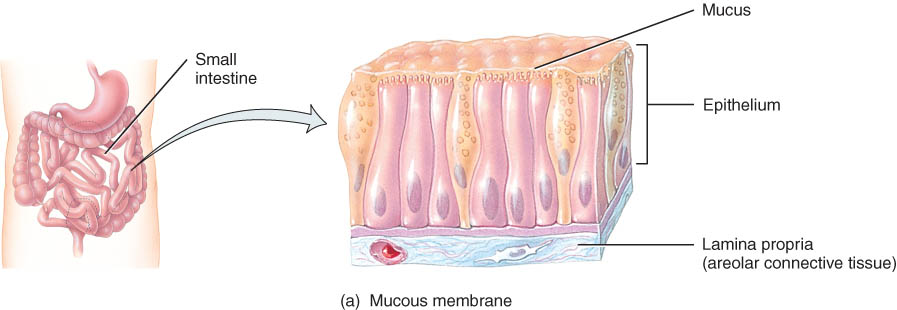 Mucus
Small
intestine
Epithelium
Lamina propria
(areolar connective tissue)
(a) Mucous membrane